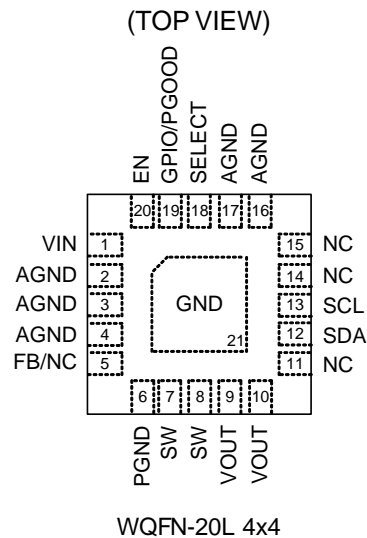 (TOP VIEW)
EN
GPIO/PGOOD
SELECT
AGND
AGND
20 19 18 17 16
VIN 1
AGND 2
AGND 3
AGND 4
FB/NC 5
15 NC
14 NC
13 SCL
12 SDA
11 NC
GND
21
6 7 8 9 10
PGND
SW
SW
VOUT
VOUT
WQFN-20L 4x4